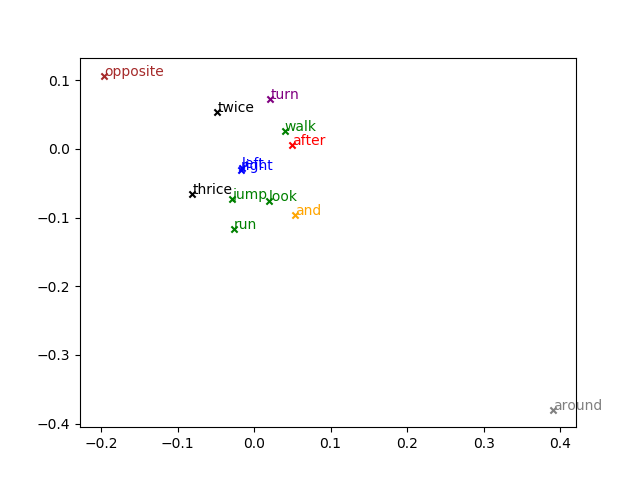 opposite
turn
twice
walk
after
left
right
thrice
jump
look
and
run
around
0.1
0.0
−0.1
−0.2
−0.3
−0.4
−0.2
−0.1
0.0
0.1
0.2
0.3
0.4